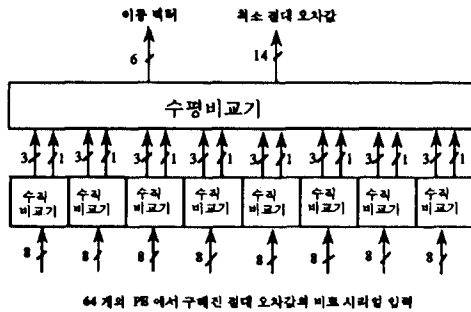 이동 벡터 최소 절대 오차값
6 14
수평비교기
3 1 3 1 3 1 3 1 3 1 3 1 3 1 3 1
수직 수직 수직 수직 수직 수직 수직 수직
비교기 비교기 비교기 비교기 비교기 비교기 비교기 비교기
8 8 8 8 8 8 8 8
64 개의 PE 에서 구해진 절대 오차값의 비트 시리얼 입력